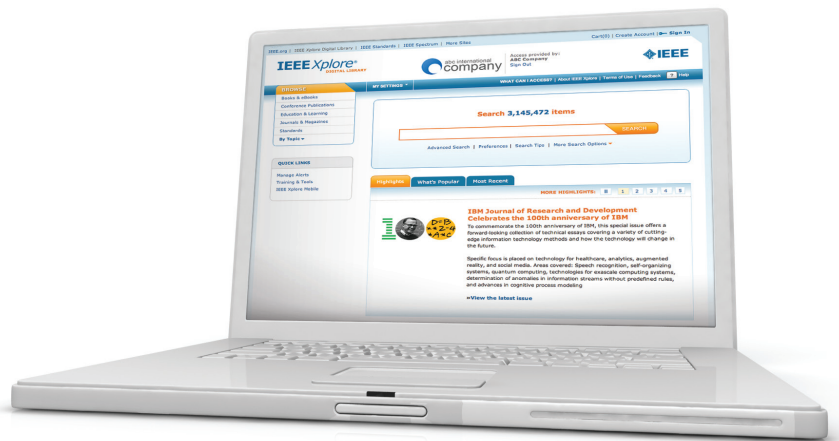 IEEE.org | IEEE Xplore Digital Library | IEEE Standards | IEEE Spectrum | More Sites
Cart(0) | Create Account | Sign In
IEEE Xplore®
DIGITAL LIBRARY
abc international
company
Access provided by:
ABC Company
Sign Out
IEEE
BROWSE
MY SETTINGS
WHAT CAN I ACCESS? | About IEEE Xplore | Terms of Use | Feedback ? Help
Books & eBooks
Conference Publications
Education & Learning
Journals & Magazines
Standards
By Topic
Search 3,145,472 items
SEARCH
Advanced Search | Preferences | Search Tips | More Search Options
QUICK LINKS
Manage Alerts
Training & Tools
IEEE Xplore Mobile
Highlights
What's Popular
Most Recent
MORE HIGHLIGHTS:
1 2 3 4 5
IBM Journal of Research and Development
Celebrates the 100th anniversary of IBM
To commemorate the 100th anniversary of IBM, this special issue offers a
forward-looking collection of technical essays covering a variety of cutting-
edge information technology methods and how the technology will change in
the future.
Specific focus is placed on technology for healthcare, analytics, augmented
reality, and social media. Areas covered: Speech recognition, self-organizing
systems, quantum computing, technologies for exascale computing systems,
determination of anomalies in information streams without predefined rules,
and advances in cognitive process modeling
»View the latest issue